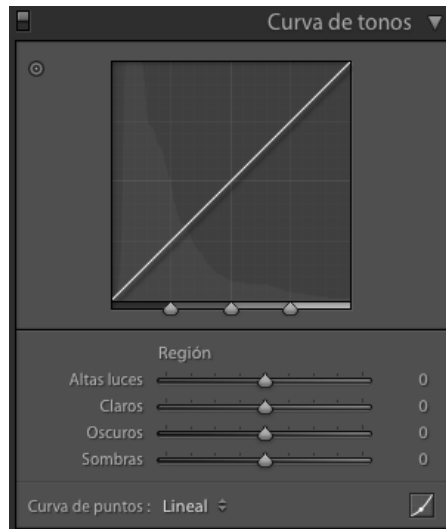 Curva de tonos
Región
Altas luces 0
Claros 0
Oscuros 0
Sombras 0
Curva de puntos : Lineal